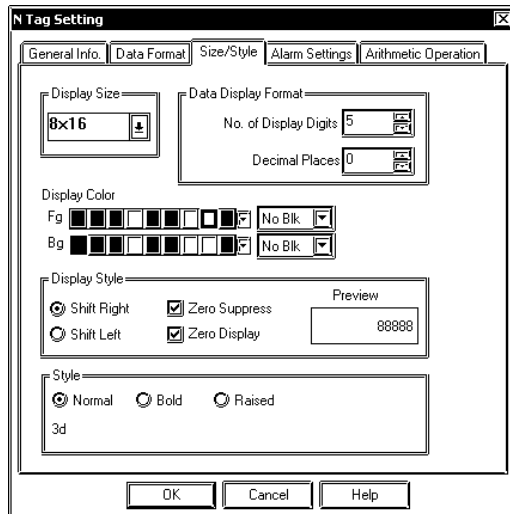 N Tag Setting
General Info. Data Format Size/Style Alarm Settings Arithmetic Operation
Display Size
8×16
Data Display Format
No. of Display Digits 5
Decimal Places 0
Display Color
Fg No Blk
Bg No Blk
Display Style
Shift Right Zero Suppress
Shift Left Zero Display
Preview
88888
Style
Normal Bold Raised
3d
OK Cancel Help